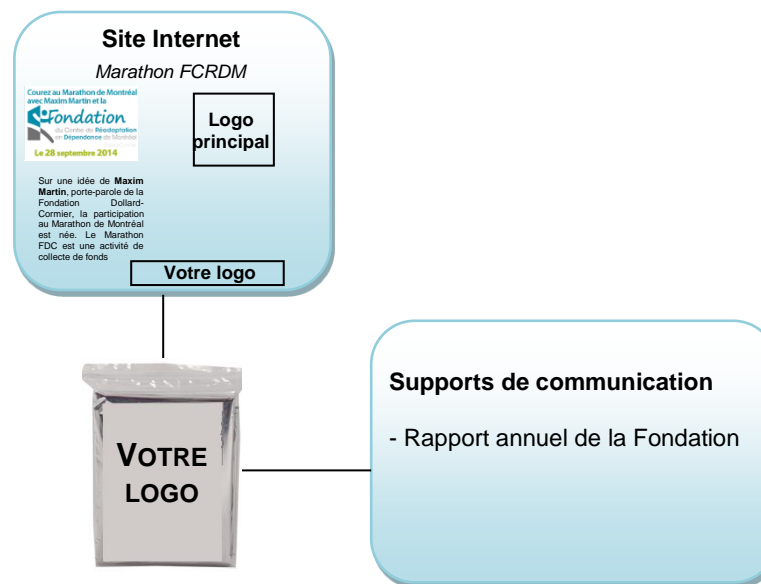 Site Internet
Marathon FCRDM
Courez au Marathon de Montréal
avec Maxim Martin et la
Fondation
du Centre de Réadaptation
en Dépendance de Montréal
Le 28 septembre 2014
Logo
principal
Sur une idée de Maxim
Martin, porte-parole de la
Fondation Dollard-
Cormier, la participation
au Marathon de Montréal
est née. Le Marathon
FDC est une activité de
collecte de fonds
Votre logo
VOTRE
LOGO
Supports de communication
- Rapport annuel de la Fondation